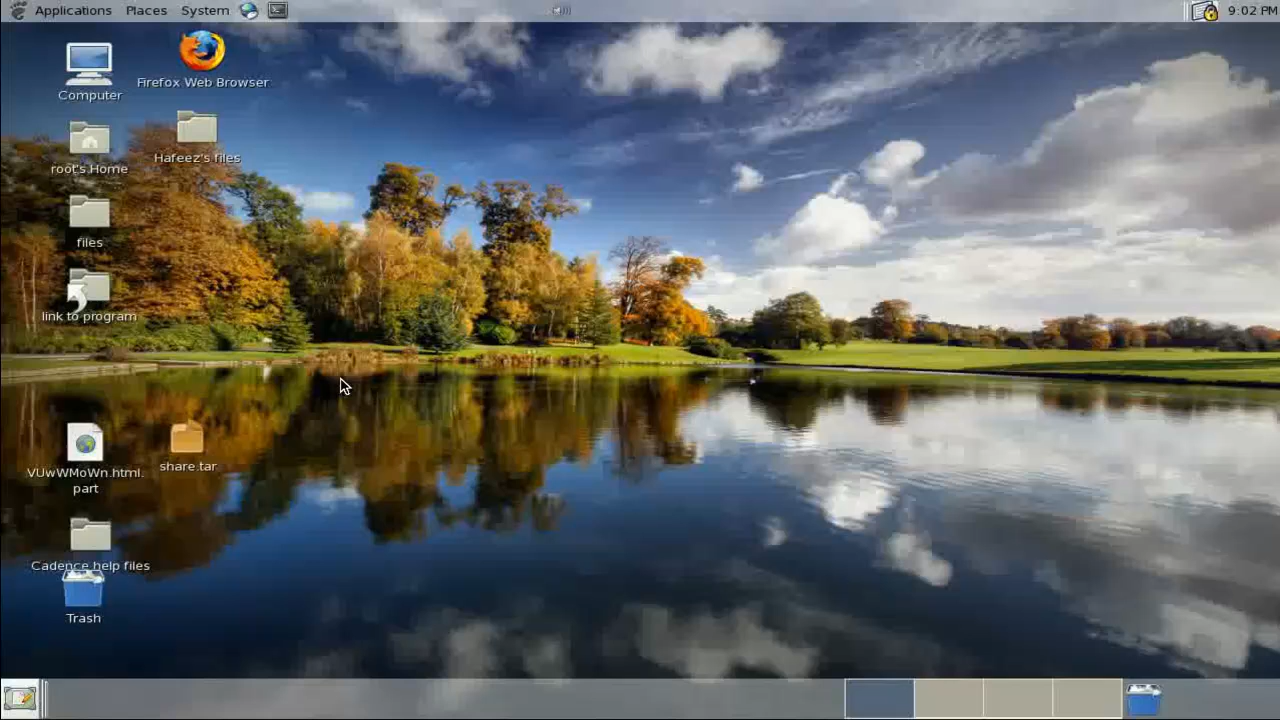 Applications Places System 9:02 PM
Computer
Firefox Web Browser
root's Home
Hafeez's files
files
link to program
VUwWMoWn.html.
part
share.tar
Cadence help files
Trash